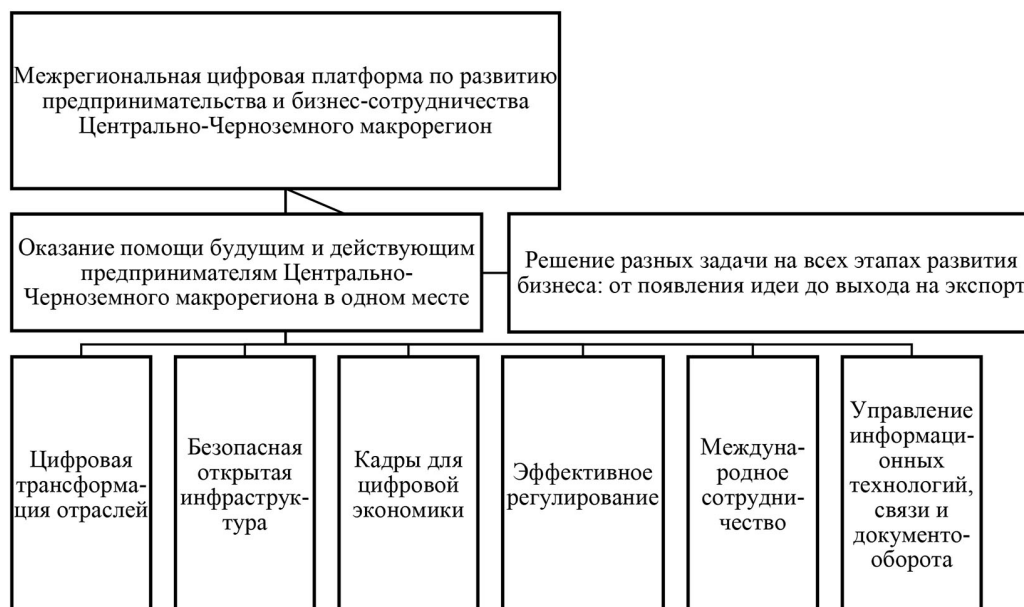 Межрегиональная цифровая платформа по развитию
предпринимательства и бизнес-сотрудничества
Центрально-Черноземного макрорегион
Оказание помощи будущим и действующим
предпринимателям Центрально-
Черноземного макрорегиона в одном месте
Решение разных задачи на всех этапах развития
бизнеса: от появления идеи до выхода на экспорт
Цифровая
трансформа-
ция отраслей
Безопасная
открытая
инфраструк-
тура
Кадры для
цифровой
экономики
Эффективное
регулирование
Междуна-
родное
сотрудни-
чество
Управление
информаци-
онных
технологий,
связи и
документо-
оборота